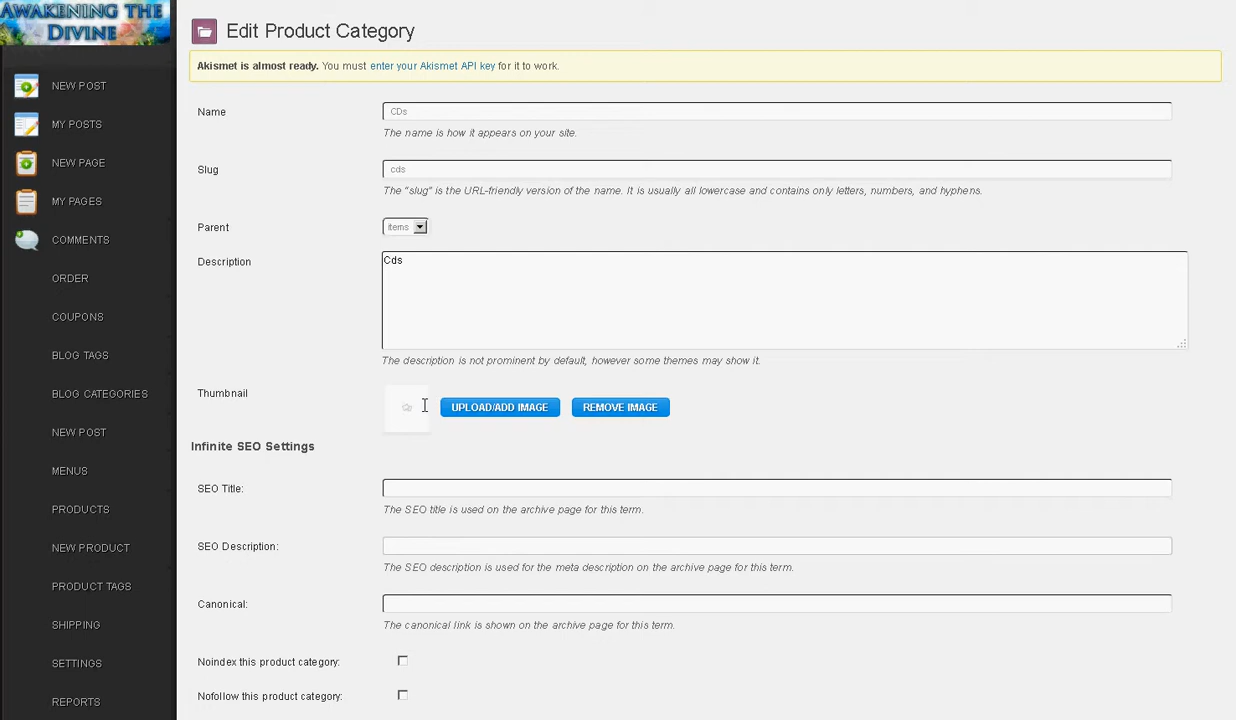 AWAKENING THE
DIVINE
NEW POST
MY POSTS
NEW PAGE
MY PAGES
COMMENTS
ORDER
COUPONS
BLOG TAGS
BLOG CATEGORIES
NEW POST
MENUS
PRODUCTS
NEW PRODUCT
PRODUCT TAGS
SHIPPING
SETTINGS
REPORTS
Edit Product Category
Akismet is almost ready. You must enter your Akismet API key for it to work.
Name
CDs
The name is how it appears on your site.
Slug
cds
The "slug" is the URL-friendly version of the name. It is usually all lowercase and contains only letters, numbers, and hyphens.
Parent
Items
Description
Cds
The description is not prominent by default, however some themes may show it.
Thumbnail
UPLOAD/ADD IMAGE
REMOVE IMAGE
Infinite SEO Settings
SEO Title:
The SEO title is used on the archive page for this term.
SEO Description:
The SEO description is used for the meta description on the archive page for this term.
Canonical:
The canonical link is shown on the archive page for this term.
Noindex this product category:
Nofollow this product category: